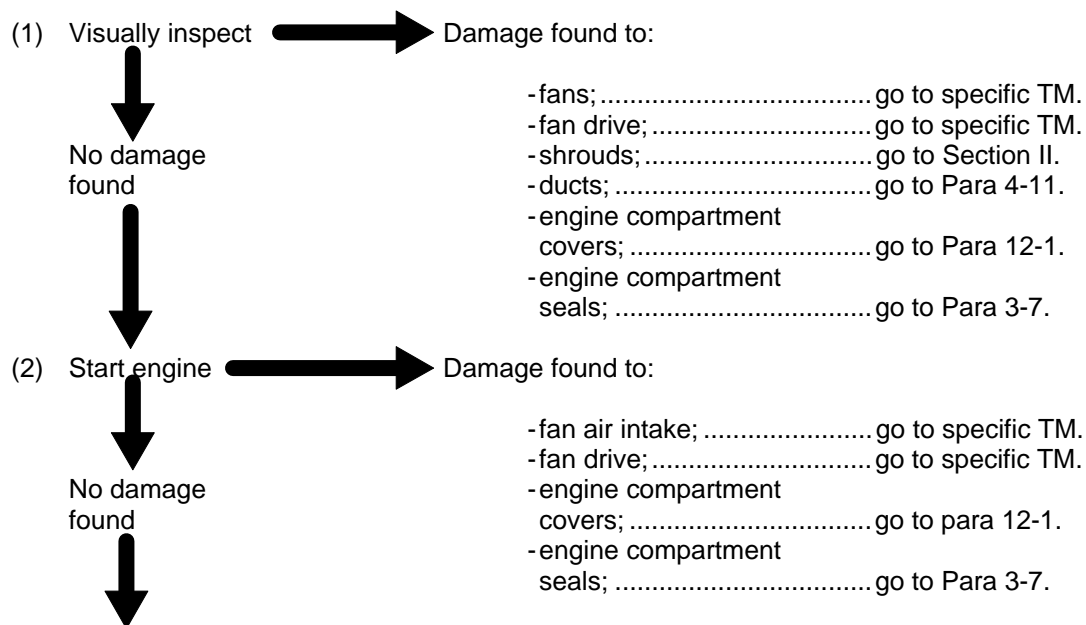 (1) Visually inspect Damage found to:
-fans; ................................... go to specific TM.
-fan drive; ............................ go to specific TM.
No damage
found
-shrouds; ............................. go to Section II.
-ducts; ................................. go to Para 4-11.
-engine compartment
covers; ............................... go to Para 12-1.
-engine compartment
seals; ................................. go to Para 3-7.
(2) Start engine Damage found to:
-fan air intake; ...................... go to specific TM.
-fan drive; ............................ go to specific TM.
No damage
found
-engine compartment
covers; ............................... go to para 12-1.
-engine compartment
seals; ................................. go to Para 3-7.